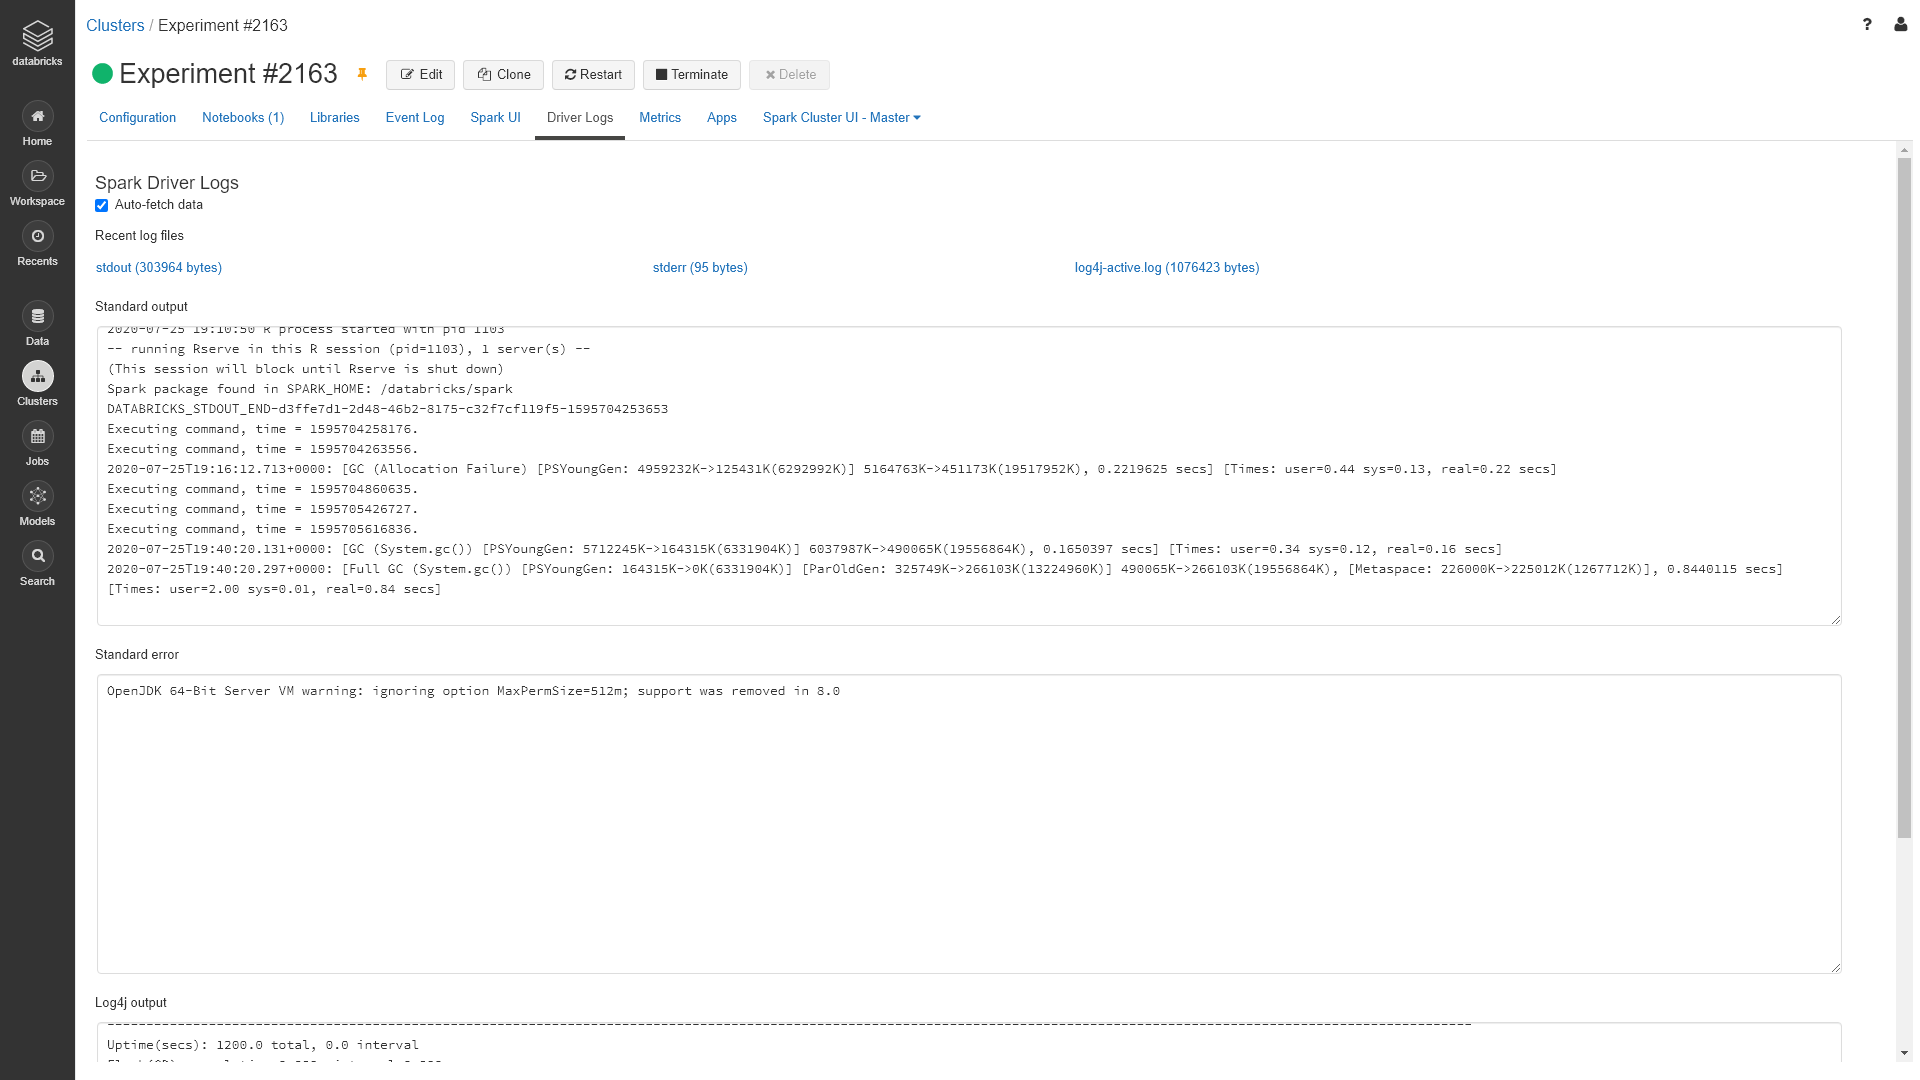 Clusters / Experiment #2163
databricks
Experiment #2163 Edit Clone Restart Terminate Delete
Configuration Notebooks (1) Libraries Event Log Spark UI Driver Logs Metrics Apps Spark Cluster UI - Master
Home
Workspace
Recents
Data
Clusters
Jobs
Models
Search
Spark Driver Logs
Auto-fetch data
Recent log files
stdout (303964 bytes) stderr (95 bytes) log4j-active.log (1076423 bytes)
Standard output
2020-07-25 19:10:50 R process started with pid 1103
-- running Rserve in this R session (pid=1103), 1 server(s) --
(This session will block until Rserve is shut down)
Spark package found in SPARK_HOME: /databricks/spark
DATABRICKS_STDOUT_END-d3ffe7d1-2d48-46b2-8175-c32f7cf119f5-1595704253653
Executing command, time = 1595704258176.
Executing command, time = 1595704263556.
2020-07-25T19:16:12.713+0000: [GC (Allocation Failure) [PSYoungGen: 4959232K->125431K(6292992K)] 5164763K->451173K(19517952K), 0.2219625 secs] [Times: user=0.44 sys=0.13, real=0.22 secs]
Executing command, time = 1595704860635.
Executing command, time = 1595705426727.
Executing command, time = 1595705616836.
2020-07-25T19:40:20.131+0000: [GC (System.gc()) [PSYoungGen: 5712245K->164315K(6331904K)] 6037987K->490065K(19556864K), 0.1650397 secs] [Times: user=0.34 sys=0.12, real=0.16 secs]
2020-07-25T19:40:20.297+0000: [Full GC (System.gc()) [PSYoungGen: 164315K->0K(6331904K)] [ParOldGen: 325749K->266103K(13224960K)] 490065K->266103K(19556864K), [Metaspace: 226000K->225012K(1267712K)], 0.8440115 secs]
[Times: user=2.00 sys=0.01, real=0.84 secs]
Standard error
OpenJDK 64-Bit Server VM warning: ignoring option MaxPermSize=512m; support was removed in 8.0
Log4j output
Uptime(secs): 1200.0 total, 0.0 interval